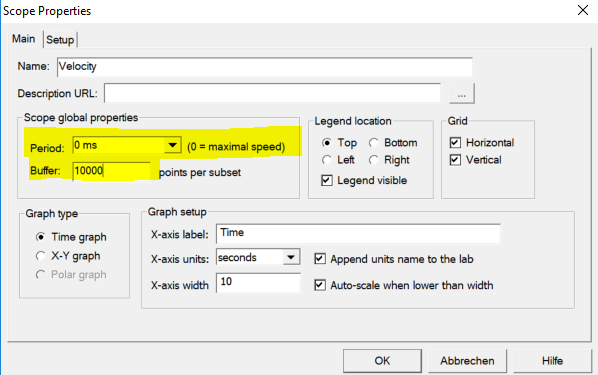 Scope Properties
Main
Setup
Name: Velocity
Description URL:
...
Scope global properties
Period: 0 ms (0 = maximal speed)
Buffer: 10000 points per subset
Legend location
Top Bottom
Left Right
Legend visible
Grid
Horizontal
Vertical
Graph type
Time graph
X-Y graph
Polar graph
Graph setup
X-axis label: Time
X-axis units: seconds Append units name to the lab
X-axis width 10 Auto-scale when lower than width
OK Abbrechen Hilfe